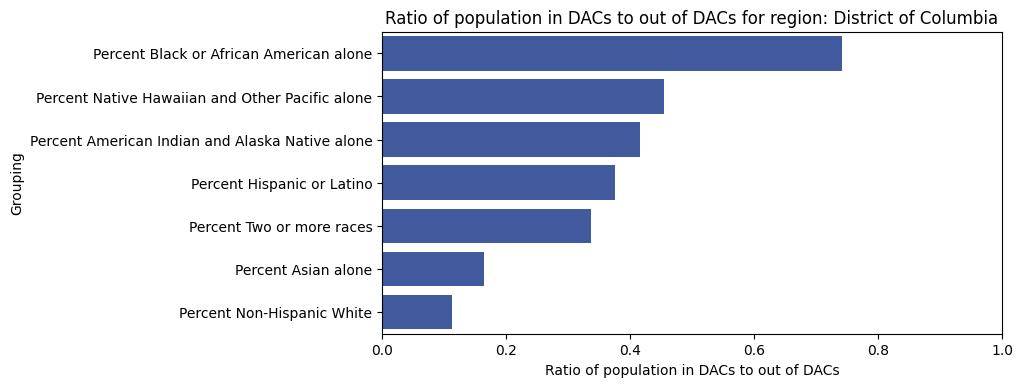 Ratio of population in DACs to out of DACs for region: District of Columbia
Grouping
Percent Black or African American alone
Percent Native Hawaiian and Other Pacific alone
Percent American Indian and Alaska Native alone
Percent Hispanic or Latino
Percent Two or more races
Percent Asian alone
Percent Non-Hispanic White
0.0 0.2 0.4 0.6 0.8 1.0
Ratio of population in DACs to out of DACs